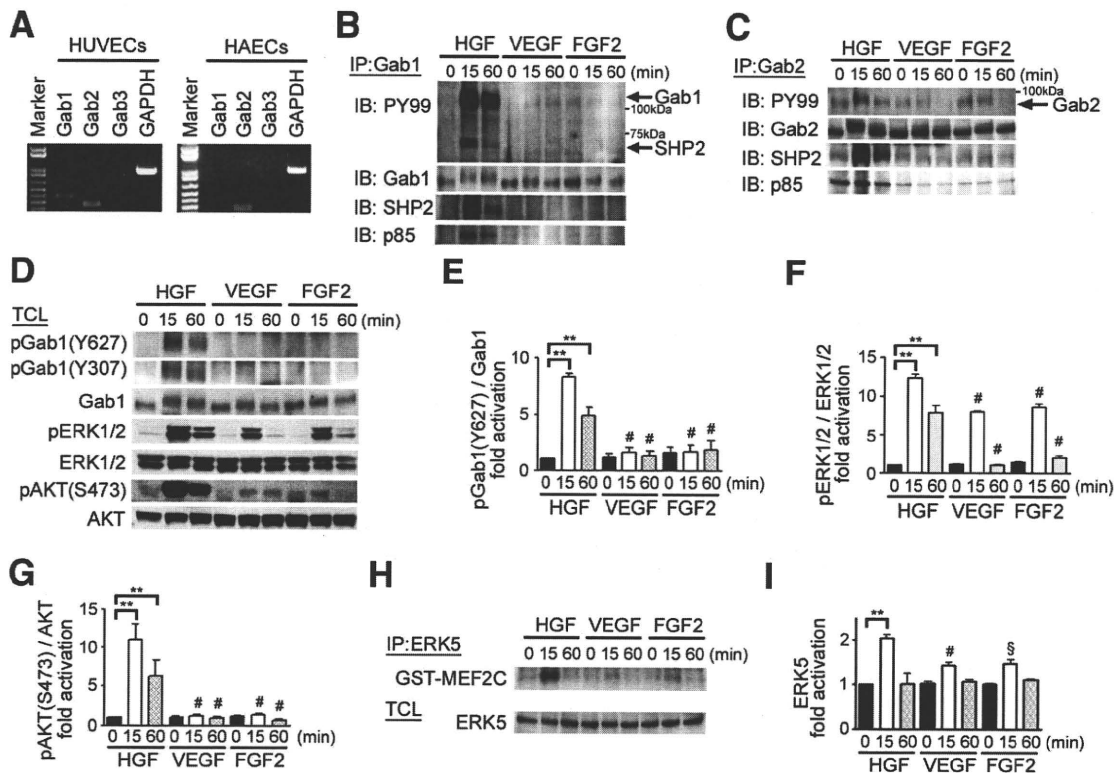 A
HUVECs HAECs
Marker Gab1 Gab2 Gab3 GAPDH Marker Gab1 Gab2 Gab3 GAPDH
B
HGF VEGF FGF2
IP:Gab1 0 15 60 0 15 60 0 15 60 (min)
IB: PY99
Gab1
100kDa
75kDa
SHP2
IB: Gab1
IB: SHP2
IB: p85
C
HGF VEGF FGF2
IP:Gab2 0 15 60 0 15 60 0 15 60 (min)
100kDa
IB: PY99 Gab2
IB: Gab2
IB: SHP2
IB: p85
D
HGF VEGF FGF2
TCL 0 15 60 0 15 60 0 15 60 (min)
pGab1(Y627)
pGab1(Y307)
Gab1
pERK1/2
ERK1/2
pAKT(S473)
AKT
E
pGab1(Y627) / Gab1
fold activation
10
5
0
**
**
# # # #
0 15 60 0 15 60 0 15 60 (min)
HGF VEGF FGF2
F
pERK1/2 / ERK1/2
fold activation
15
10
5
0
**
**
# # # #
0 15 60 0 15 60 0 15 60 (min)
HGF VEGF FGF2
G
pAKT(S473) / AKT
fold activation
15
10
5
0
**
**
# # # #
0 15 60 0 15 60 0 15 60 (min)
HGF VEGF FGF2
H
HGF VEGF FGF2
IP:ERK5 0 15 60 0 15 60 0 15 60 (min)
GST-MEF2C
TCL
ERK5
I
ERK5
fold activation
2
1
0
**
# §
0 15 60 0 15 60 0 15 60 (min)
HGF VEGF FGF2